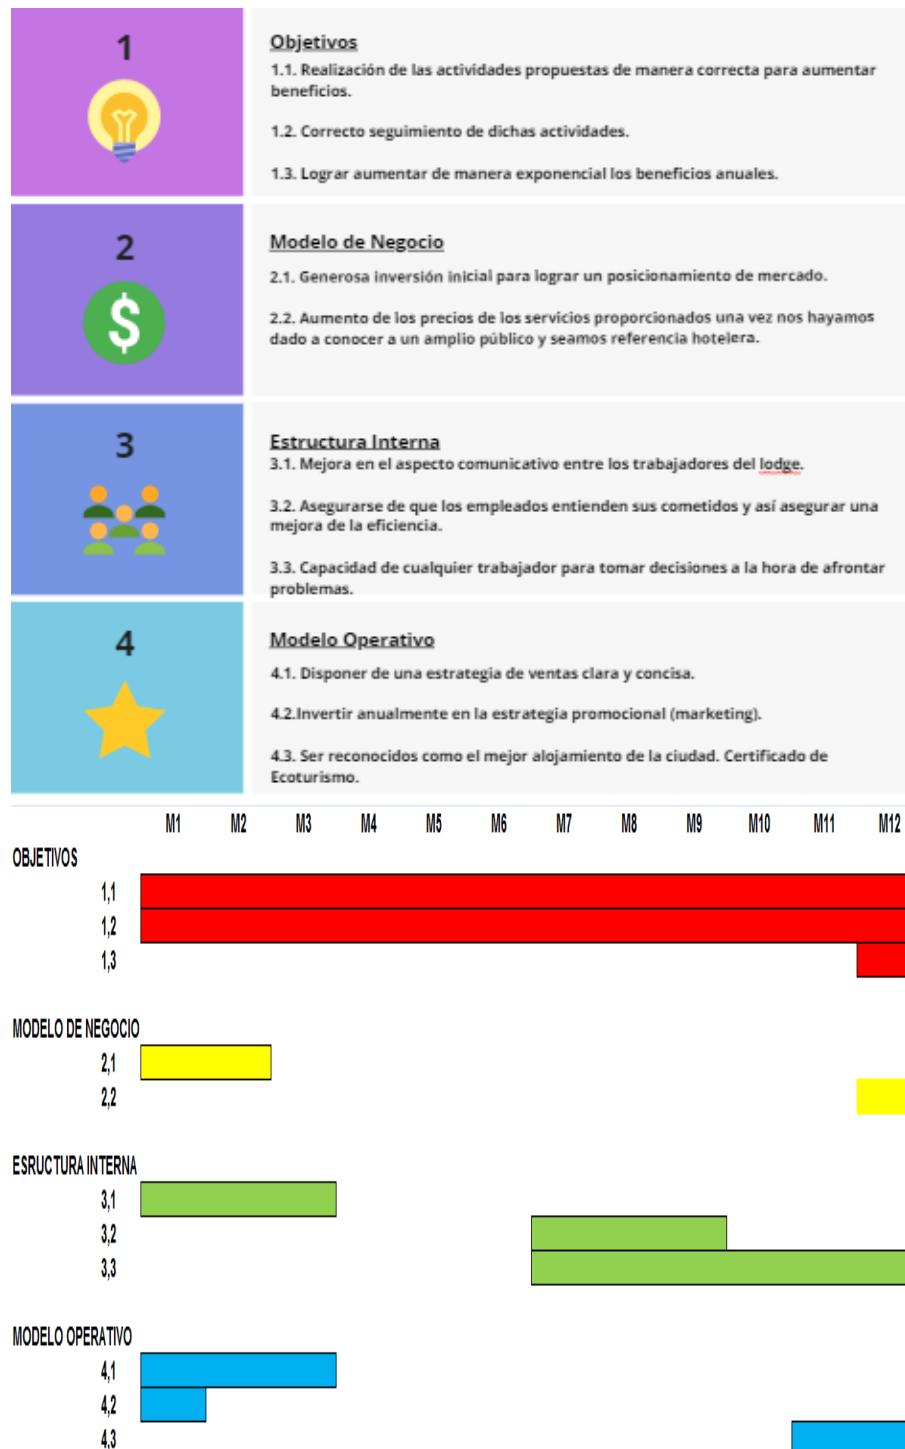 1
Objetivos
1.1. Realización de las actividades propuestas de manera correcta para aumentar
beneficios.
1.2. Correcto seguimiento de dichas actividades.
1.3. Lograr aumentar de manera exponencial los beneficios anuales.
2
$
Modelo de Negocio
2.1. Generosa inversión inicial para lograr un posicionamiento de mercado.
2.2. Aumento de los precios de los servicios proporcionados una vez nos hayamos
dado a conocer a un amplio público y seamos referencia hotelera.
3
Estructura Interna
3.1. Mejora en el aspecto comunicativo entre los trabajadores del lodge.
3.2. Asegurarse de que los empleados entienden sus cometidos y así asegurar una
mejora de la eficiencia.
3.3. Capacidad de cualquier trabajador para tomar decisiones a la hora de afrontar
problemas.
4
Modelo Operativo
4.1. Disponer de una estrategia de ventas clara y concisa.
4.2.Invertir anualmente en la estrategia promocional (marketing).
4.3. Ser reconocidos como el mejor alojamiento de la ciudad. Certificado de
Ecoturismo.
M1 M2 M3 M4 M5 M6 M7 M8 M9 M10 M11 M12
OBJETIVOS
1,1
1,2
1,3
MODELO DE NEGOCIO
2,1
2,2
ESRUCTURA INTERNA
3,1
3,2
3,3
MODELO OPERATIVO
4,1
4,2
4,3